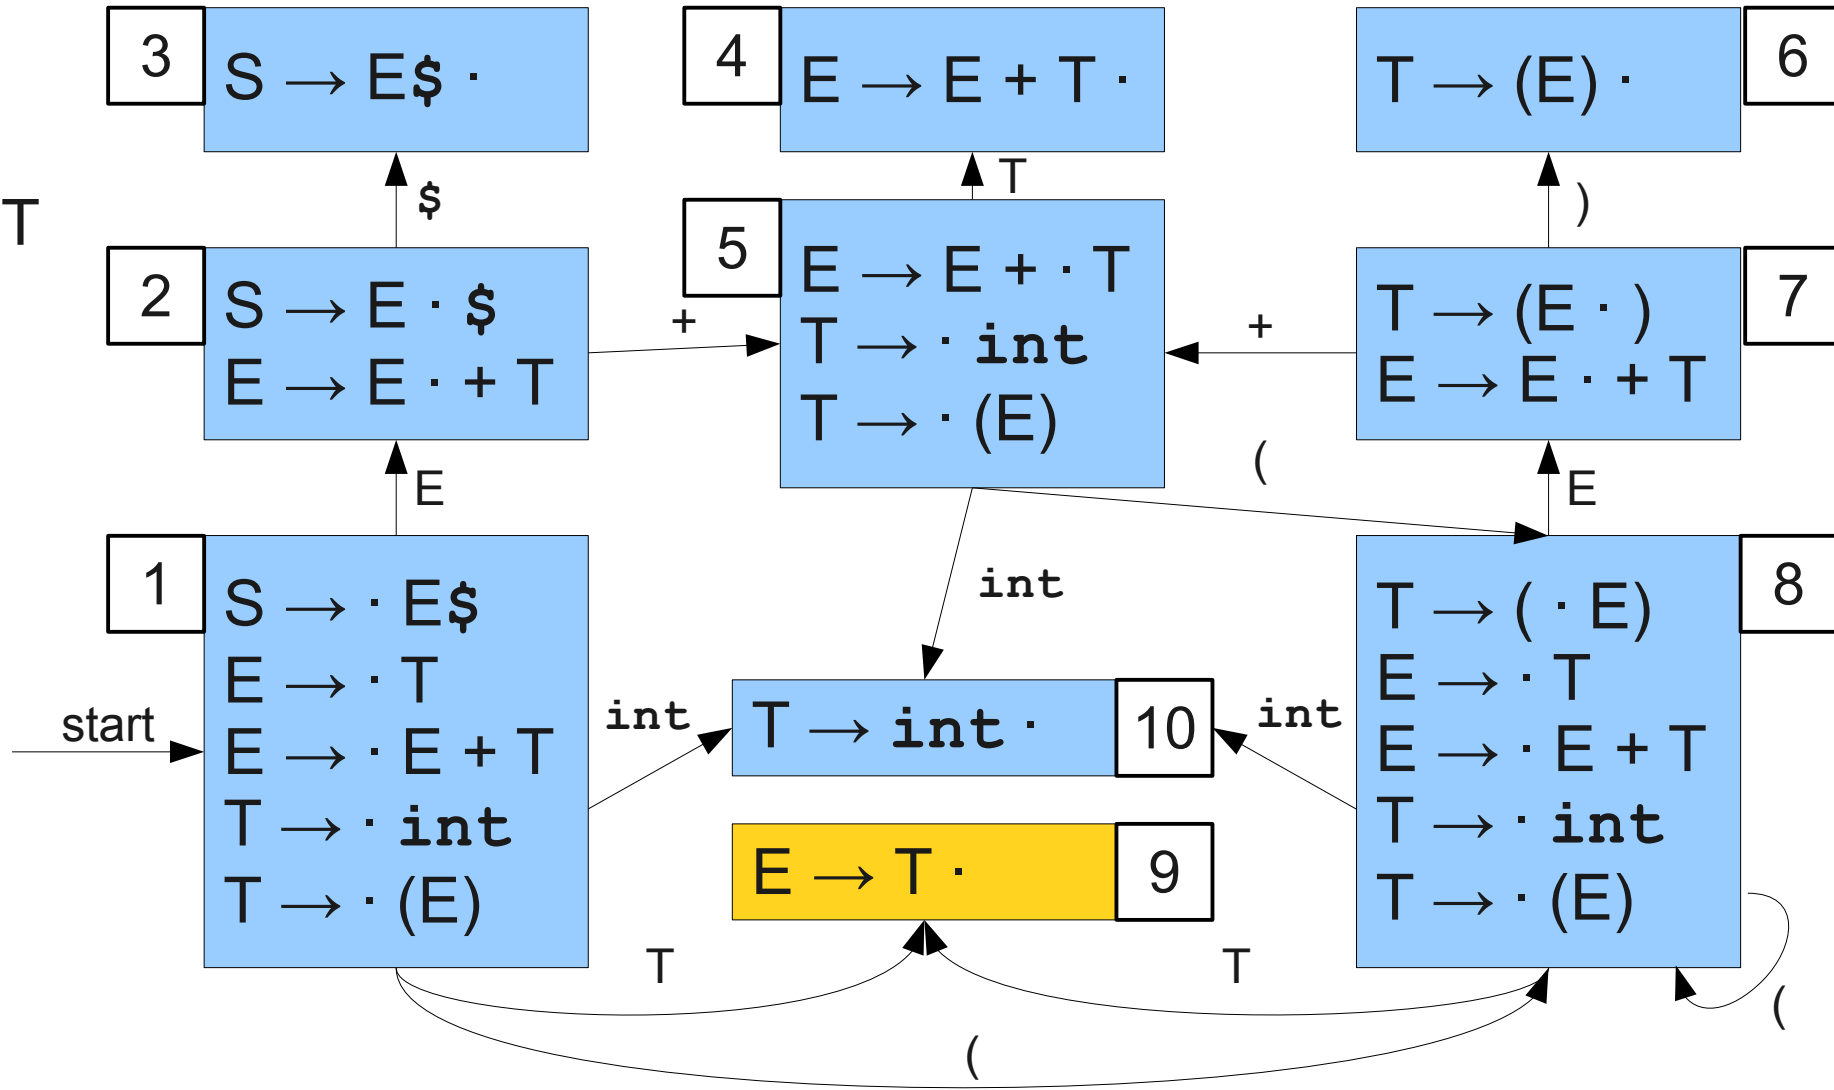 3
S → E$ ·
4
E → E + T ·
6
T → (E) ·
$
T
)
T
2
S → E · $
E → E · + T
+
5
E → E + · T
T → · int
T → · (E)
+
7
T → (E · )
E → E · + T
E
(
E
1
S → · E$
E → · T
E → · E + T
T → · int
T → · (E)
start
int
int
10
T → int ·
int
8
T → ( · E)
E → · T
E → · E + T
T → · int
T → · (E)
9
E → T ·
T
T
(
(